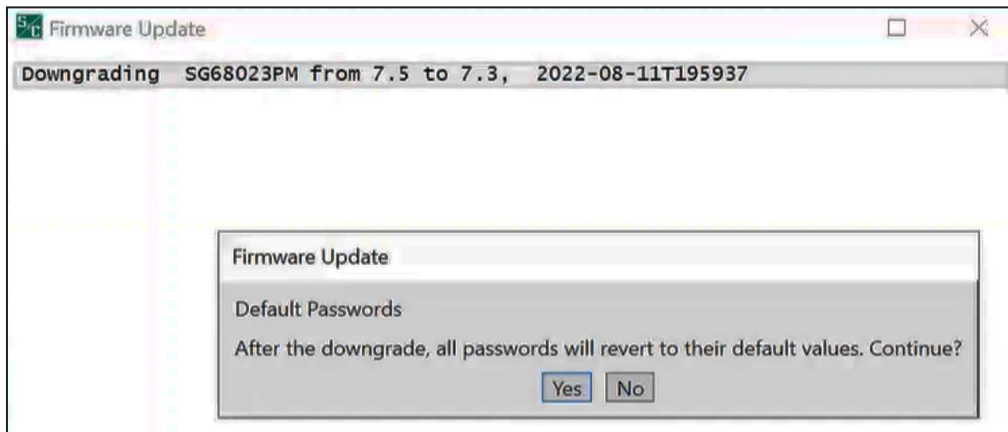 S/C Firmware Update
Downgrading SG68023PM from 7.5 to 7.3, 2022-08-11T195937
Firmware Update
Default Passwords
After the downgrade, all passwords will revert to their default values. Continue?
Yes No